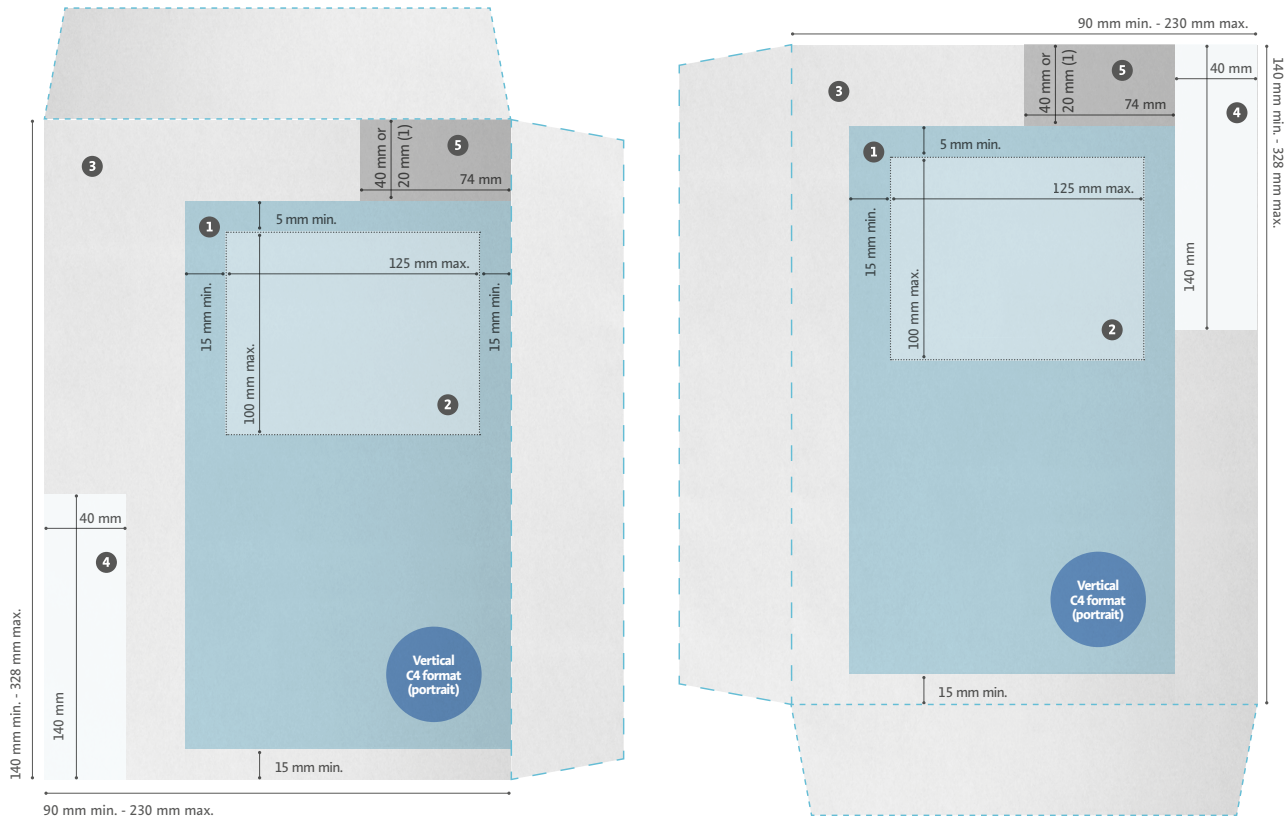 3
40 mm or
20 mm (1)
5
74 mm
1
5 mm min.
125 mm max.
15 mm min.
15 mm min.
100 mm max.
2
40 mm
4
140 mm
140 mm min. - 328 mm max.
Vertical
C4 format
(portrait)
15 mm min.
90 mm min. - 230 mm max.
90 mm min. - 230 mm max.
3
40 mm or
20 mm (1)
5
74 mm
40 mm
4
140 mm min. - 328 mm max.
1
5 mm min.
125 mm max.
15 mm min.
100 mm max.
140 mm
2
Vertical
C4 format
(portrait)
15 mm min.